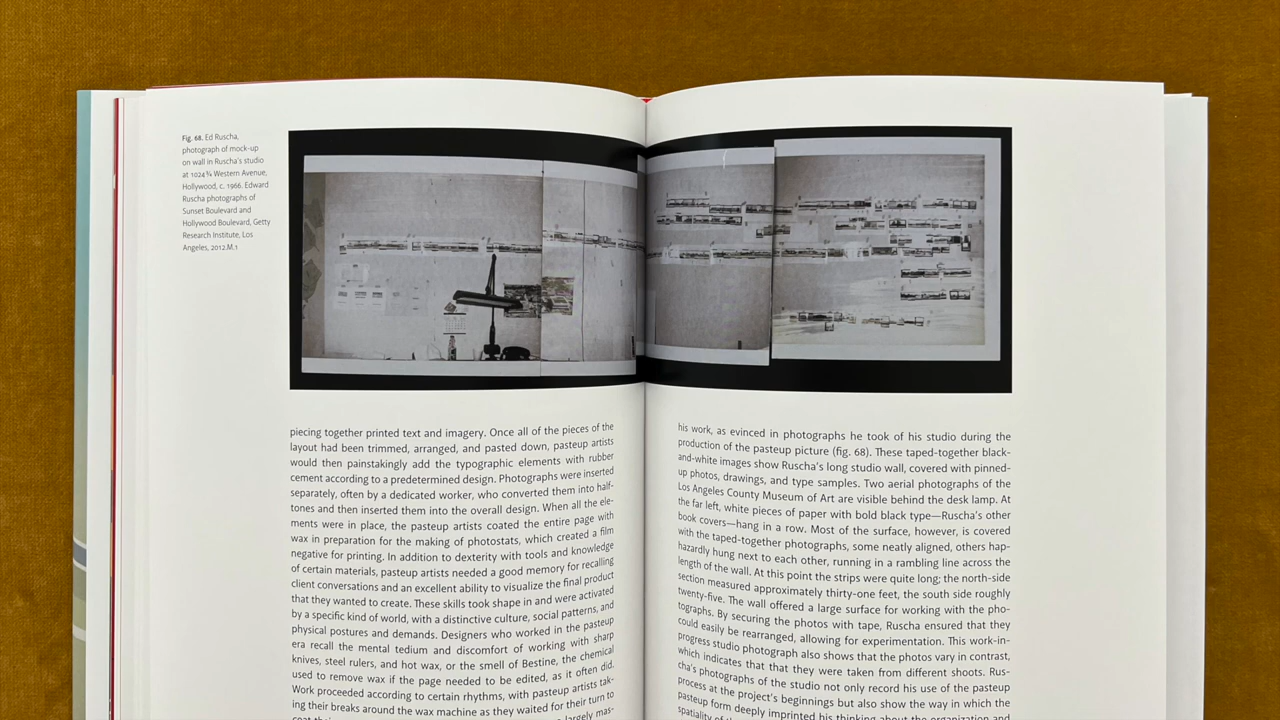 Fig. 68. Ed Ruscha,
photograph of mock-up
on wall in Ruscha's studio
at 1024 ¾ Western Avenue,
Hollywood, c. 1966. Edward
Ruscha photographs of
Sunset Boulevard and
Hollywood Boulevard, Getty
Research Institute, Los
Angeles, 2012.M.1
piecing together printed text and imagery. Once all of the pieces of the
layout had been trimmed, arranged, and pasted down, pasteup artists
would then painstakingly add the typographic elements with rubber
cement according to a predetermined design. Photographs were inserted
separately, often by a dedicated worker, who converted them into half-
tones and then inserted them into the overall design. When all the ele-
ments were in place, the pasteup artists coated the entire page with
wax in preparation for the making of photostats, which created a film
negative for printing. In addition to dexterity with tools and knowledge
of certain materials, pasteup artists needed a good memory for recalling
client conversations and an excellent ability to visualize the final product
that they wanted to create. These skills took shape in and were activated
by a specific kind of world, with a distinctive culture, social patterns, and
physical postures and demands. Designers who worked in the pasteup
era recall the mental tedium and discomfort of working with sharp
knives, steel rulers, and hot wax, or the smell of Bestine, the chemical
used to remove wax if the page needed to be edited, as it often did.
Work proceeded according to certain rhythms, with pasteup artists tak-
ing their breaks around the wax machine as they waited for their turn to
largely mas-
his work, as evinced in photographs he took of his studio during the
production of the pasteup picture (fig. 68). These taped-together black-
and-white images show Ruscha's long studio wall, covered with pinned-
up photos, drawings, and type samples. Two aerial photographs of the
Los Angeles County Museum of Art are visible behind the desk lamp. At
the far left, white pieces of paper with bold black type—Ruscha's other
book covers—hang in a row. Most of the surface, however, is covered
with the taped-together photographs, some neatly aligned, others hap-
hazardly hung next to each other, running in a rambling line across the
length of the wall. At this point the strips were quite long; the north-side
section measured approximately thirty-one feet, the south side roughly
twenty-five. The wall offered a large surface for working with the pho-
tographs. By securing the photos with tape, Ruscha ensured that they
could easily be rearranged, allowing for experimentation. This work-in-
progress studio photograph also shows that the photos vary in contrast,
which indicates that that they were taken from different shoots. Rus-
cha's photographs of the studio not only record his use of the pasteup
process at the project's beginnings but also show the way in which the
pasteup form deeply imprinted his thinking about the organization and
spatiality of